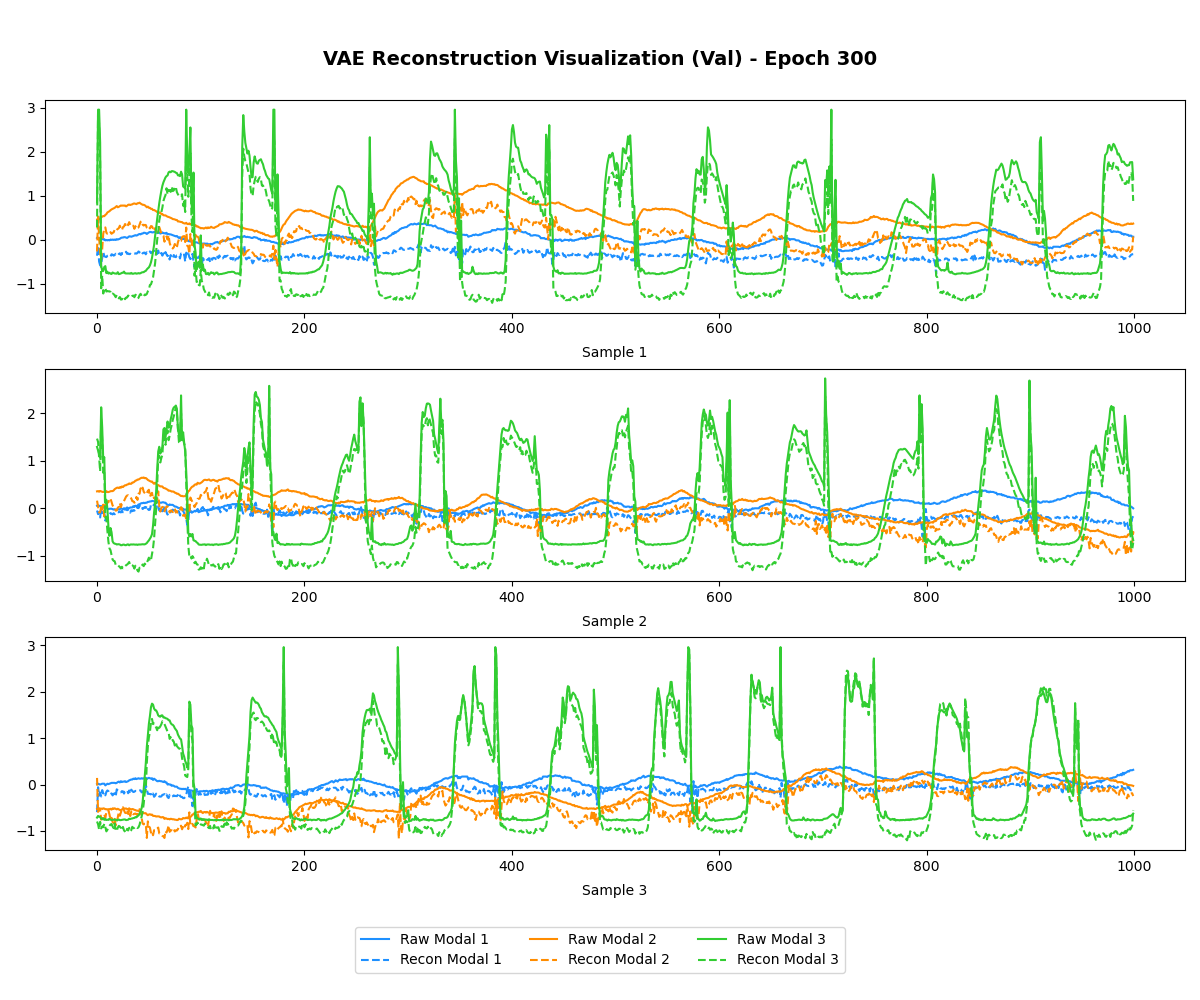 VAE Reconstruction Visualization (Val) - Epoch 300
3
2
1
0
−1
0 200 400 600 800 1000
Sample 1
2
1
0
−1
0 200 400 600 800 1000
Sample 2
3
2
1
0
−1
0 200 400 600 800 1000
Sample 3
Raw Modal 1 Raw Modal 2 Raw Modal 3
Recon Modal 1 Recon Modal 2 Recon Modal 3